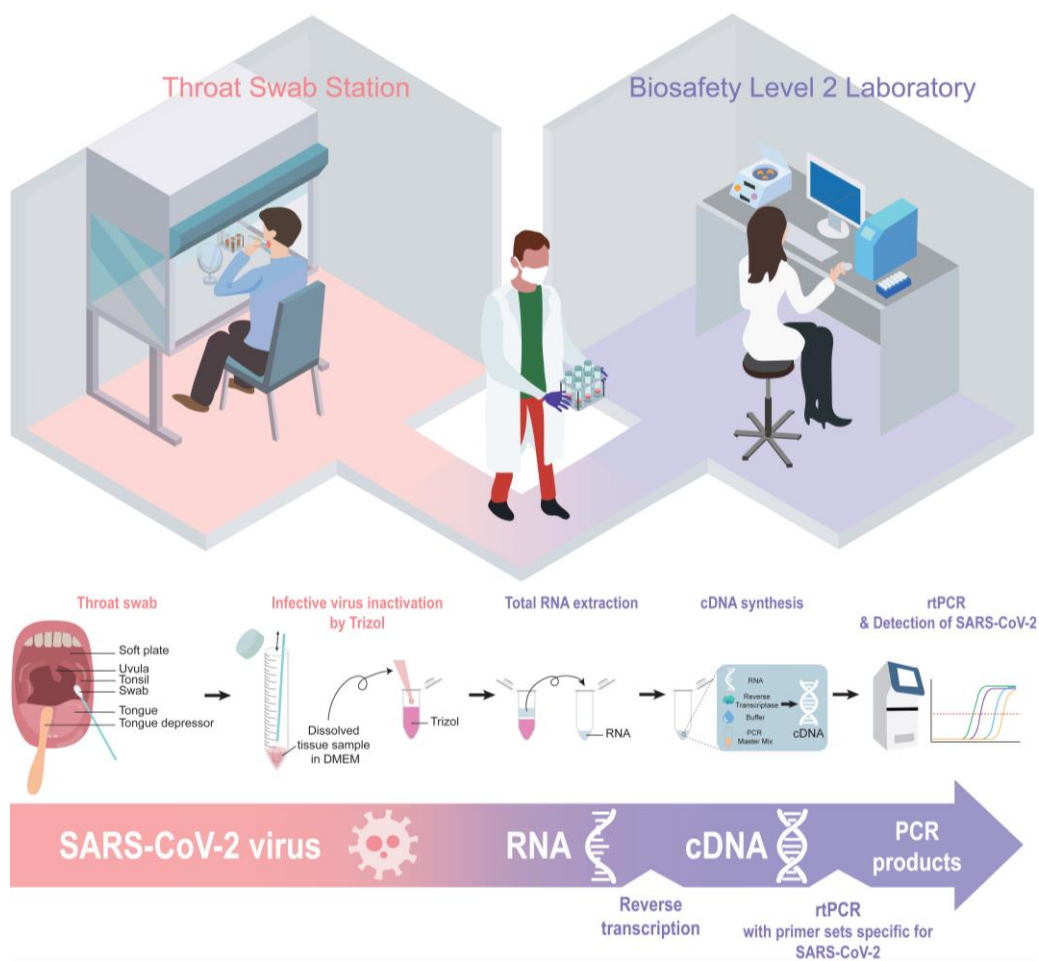 Throat Swab Station
Biosafety Level 2 Laboratory
Throat swab
Soft plate
Uvula
Tonsil
Swab
Tongue
Tongue depressor
Infective virus inactivation
by Trizol
Dissolved
tissue sample
in DMEM
Trizol
Total RNA extraction
RNA
cDNA synthesis
RNA
Reverse
Transcriptase
Buffer
PCR
Master Mix
cDNA
rtPCR
& Detection of SARS-CoV-2
SARS-CoV-2 virus
RNA
cDNA
PCR
products
Reverse
transcription
rtPCR
with primer sets specific for
SARS-CoV-2